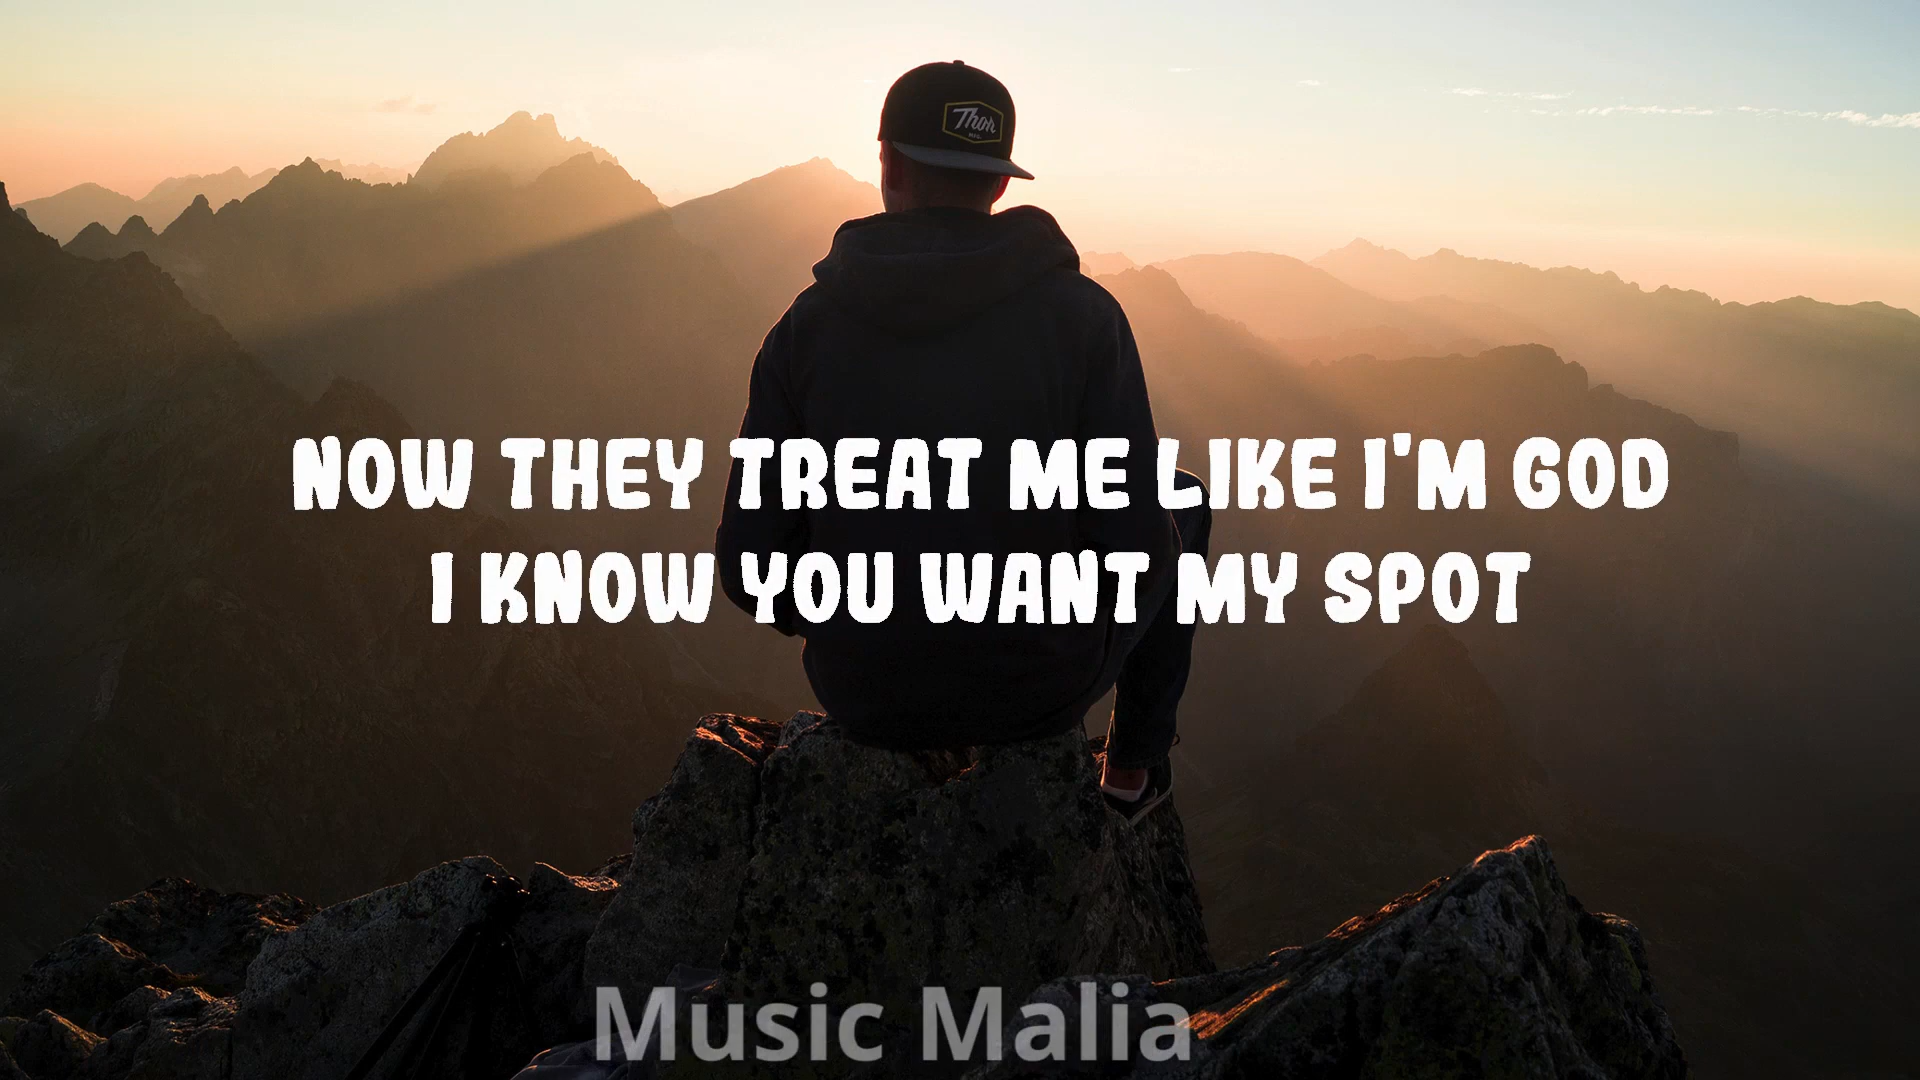 Thor
NOW THEY TREAT ME LIKE I'M GOD
I KNOW YOU WANT MY SPOT
Music Malia